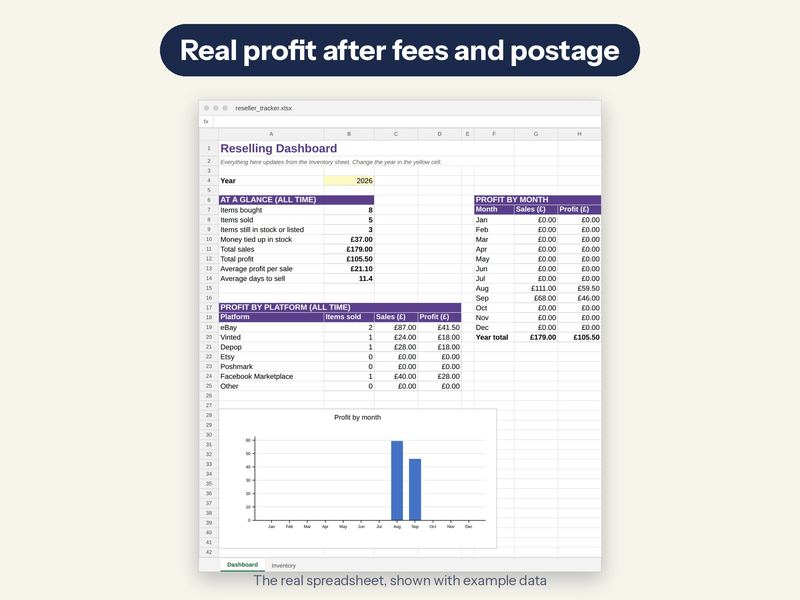 Real profit after fees and postage
reseller_tracker.xlsx
fx
A B C D E F G H
1 Reselling Dashboard
2 Everything here updates from the Inventory sheet. Change the year in the yellow cell.
3
4 Year 2026
5
6 AT A GLANCE (ALL TIME) PROFIT BY MONTH
7 Items bought 8 Month Sales (£) Profit (£)
8 Items sold 5 Jan £0.00 £0.00
9 Items still in stock or listed 3 Feb £0.00 £0.00
10 Money tied up in stock £37.00 Mar £0.00 £0.00
11 Total sales £179.00 Apr £0.00 £0.00
12 Total profit £105.50 May £0.00 £0.00
13 Average profit per sale £21.10 Jun £0.00 £0.00
14 Average days to sell 11.4 Jul £0.00 £0.00
15 Aug £111.00 £59.50
16 Sep £68.00 £46.00
17 PROFIT BY PLATFORM (ALL TIME) Oct £0.00 £0.00
18 Platform Items sold Sales (£) Profit (£) Nov £0.00 £0.00
19 eBay 2 £87.00 £41.50 Dec £0.00 £0.00
20 Vinted 1 £24.00 £18.00 Year total £179.00 £105.50
21 Depop 1 £28.00 £18.00
22 Etsy 0 £0.00 £0.00
23 Poshmark 0 £0.00 £0.00
24 Facebook Marketplace 1 £40.00 £28.00
25 Other 0 £0.00 £0.00
26
27
28 Profit by month
29
30
31 60
32 50
33
34 40
35
36 30
37 20
38
39 10
40 0
41 Jan Feb Mar Apr May Jun Jul Aug Sep Oct Nov Dec
42
Dashboard Inventory
The real spreadsheet, shown with example data